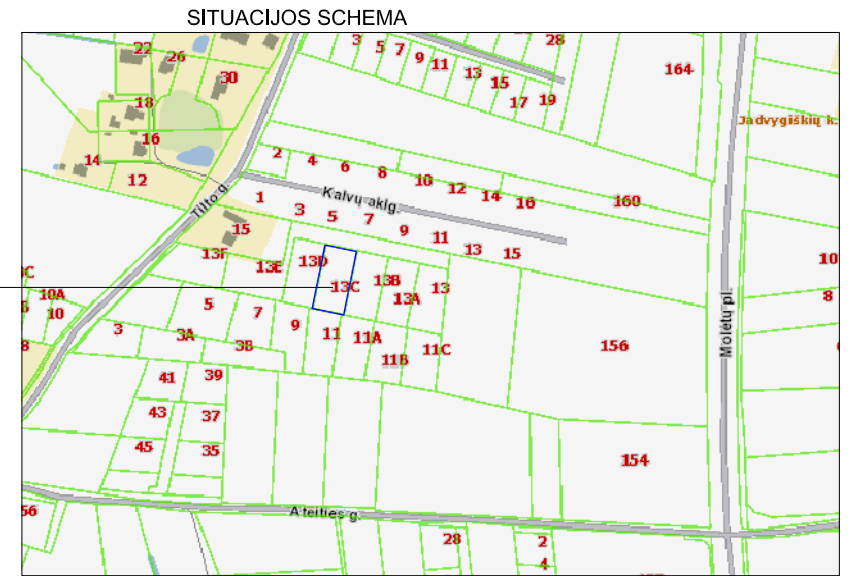 SITUACIJOS SCHEMA
22 26 30 18 16 14 12
3 5 7 9 11 13 15 17 19 28
164
Jadvygiškių k.
2 4 6 8 10 12 14 16 160
Kalvų aklg.
Tilto g.
1 3 5 7 9 11 13 15
15 13F 13E 13D 13C 13B 13A 13
10A 10
5 7 9 11 11A 11B 11C
3 3A 3B
156
10
8
Molėtų pl.
41 39
43 37
45 35
154
Ateities g.
56
28 2
4